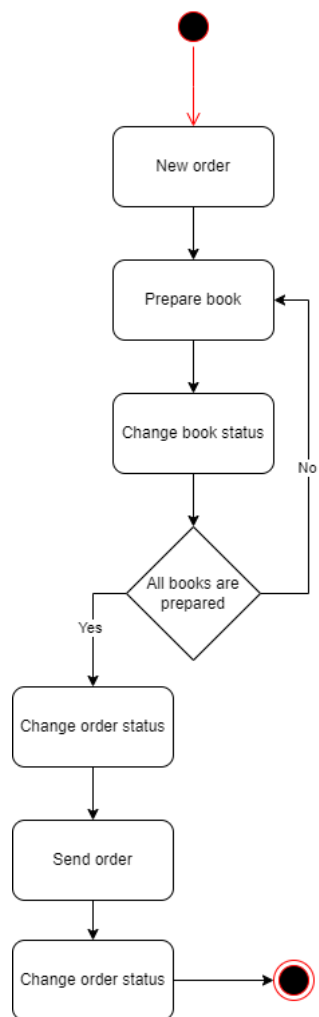 New order
Prepare book
Change book status
No
All books are
prepared
Yes
Change order status
Send order
Change order status